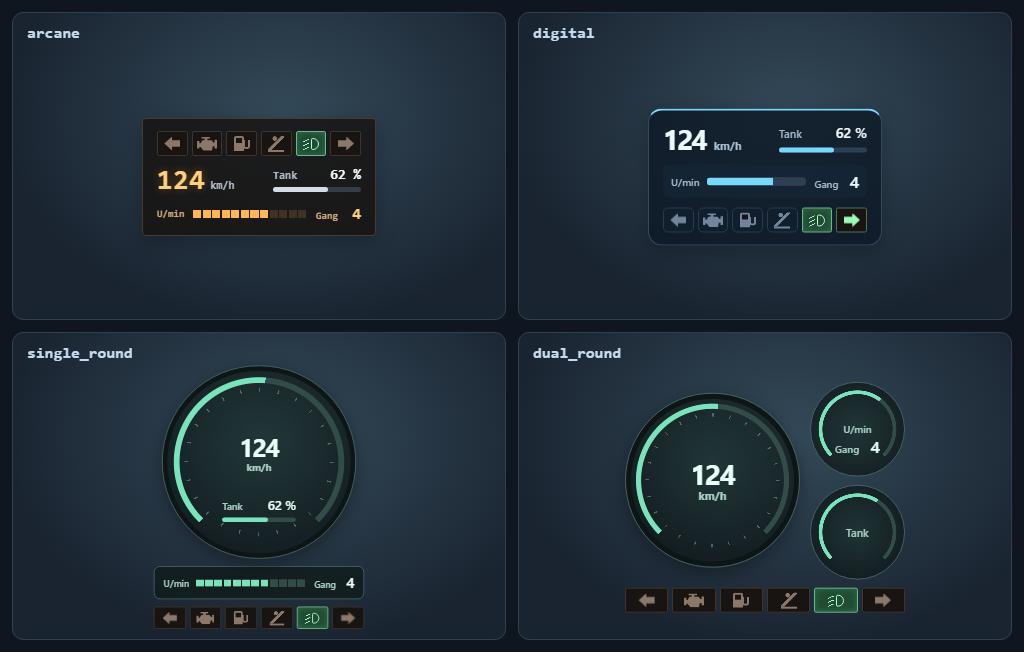 arcane
124 km/h
Tank 62 %
U/min
Gang 4
digital
124 km/h
Tank 62 %
U/min
Gang 4
single_round
124
km/h
Tank 62 %
U/min
Gang 4
dual_round
124
km/h
U/min
Gang 4
Tank